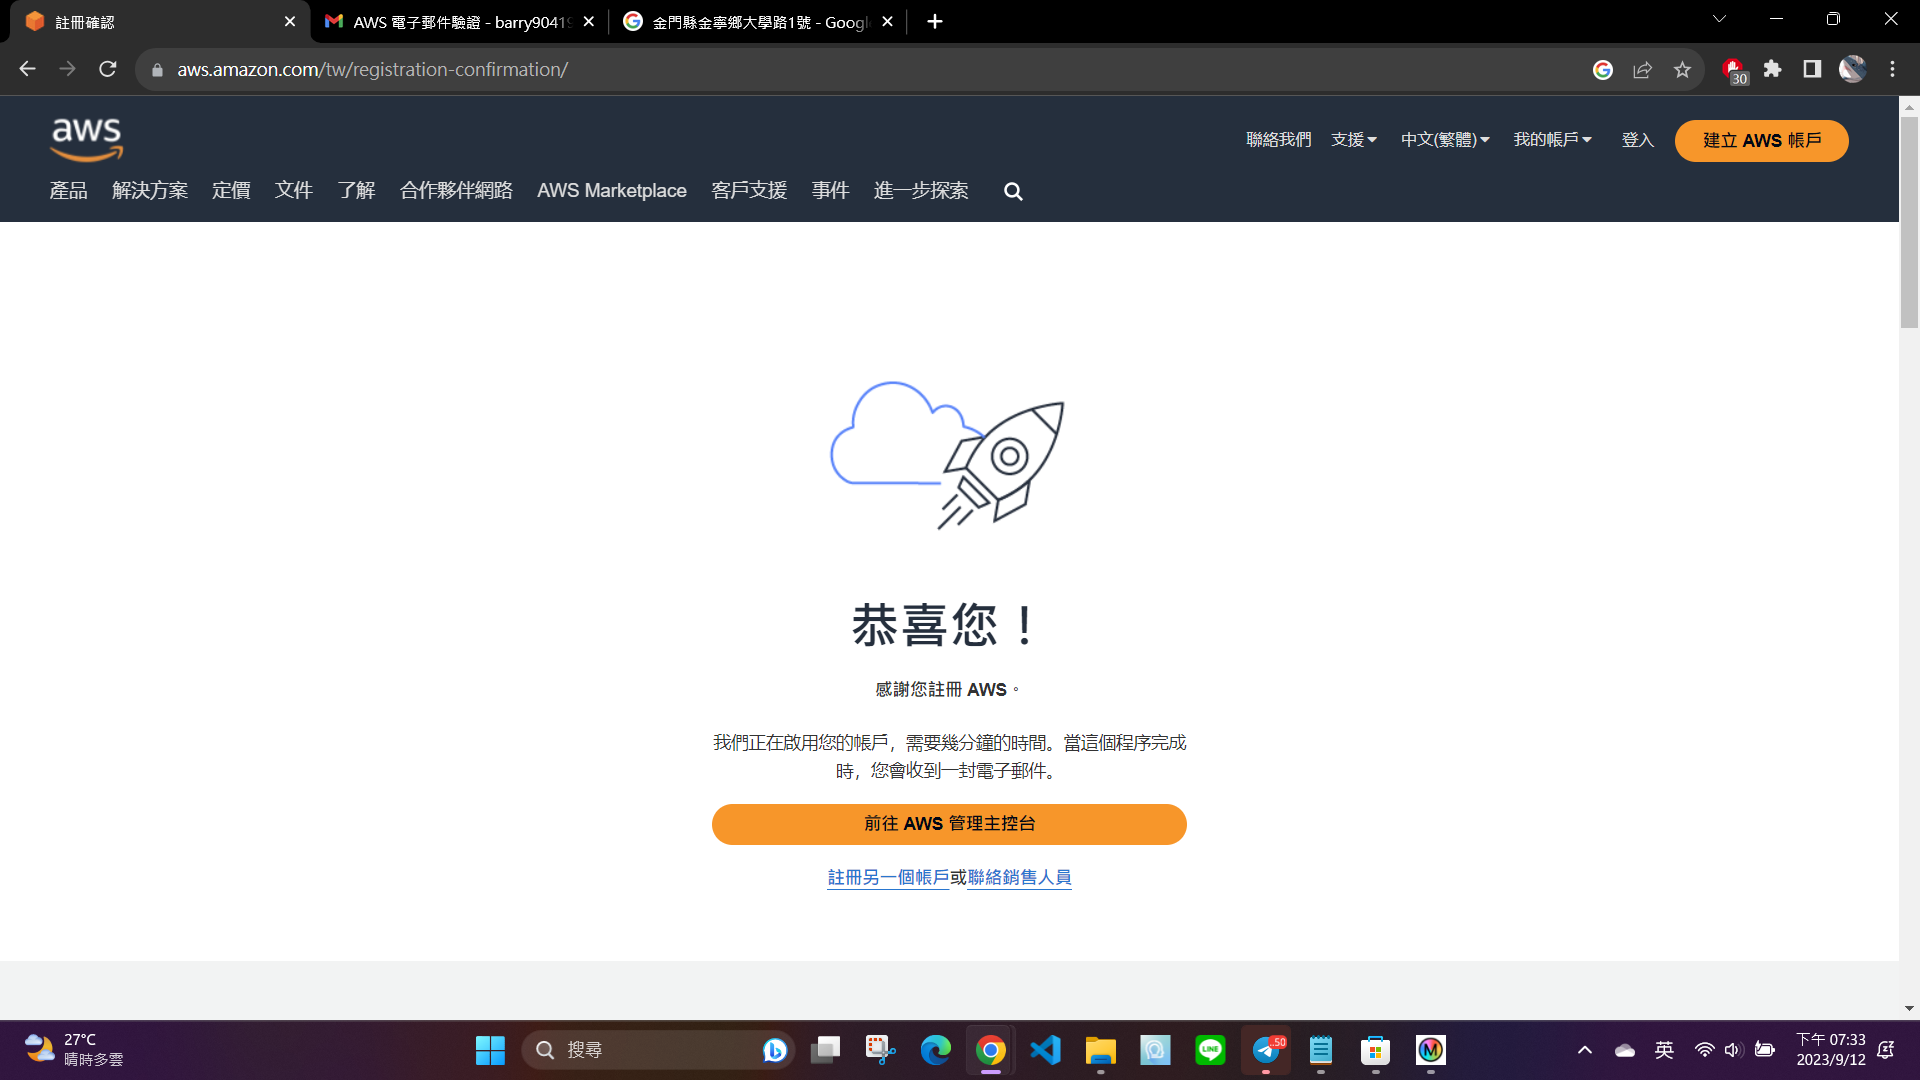 註冊確認
AWS 電子郵件驗證 - barry9041
金門縣金寧鄉大學路1號 - Googl
aws.amazon.com/tw/registration-confirmation/
30
aws
聯絡我們 支援 中文(繁體) 我的帳戶 登入 建立 AWS 帳戶
產品 解決方案 定價 文件 了解 合作夥伴網路 AWS Marketplace 客戶支援 事件 進一步探索
恭喜您！
感謝您註冊 AWS。
我們正在啟用您的帳戶，需要幾分鐘的時間。當這個程序完成
時，您會收到一封電子郵件。
前往 AWS 管理主控台
註冊另一個帳戶或聯絡銷售人員
27°C
晴時多雲
搜尋
LINE
..50
英
下午 07:33
2023/9/12